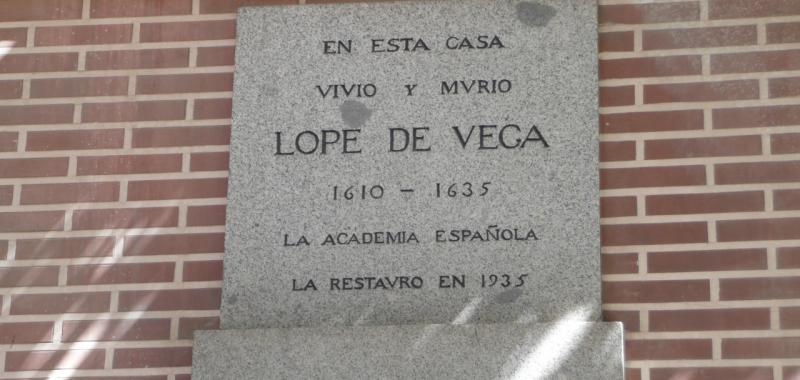 EN ESTA CASA
VIVIO Y MVRIO
LOPE DE VEGA
1610 - 1635
LA ACADEMIA ESPAÑOLA
LA RESTAVRO EN 1935